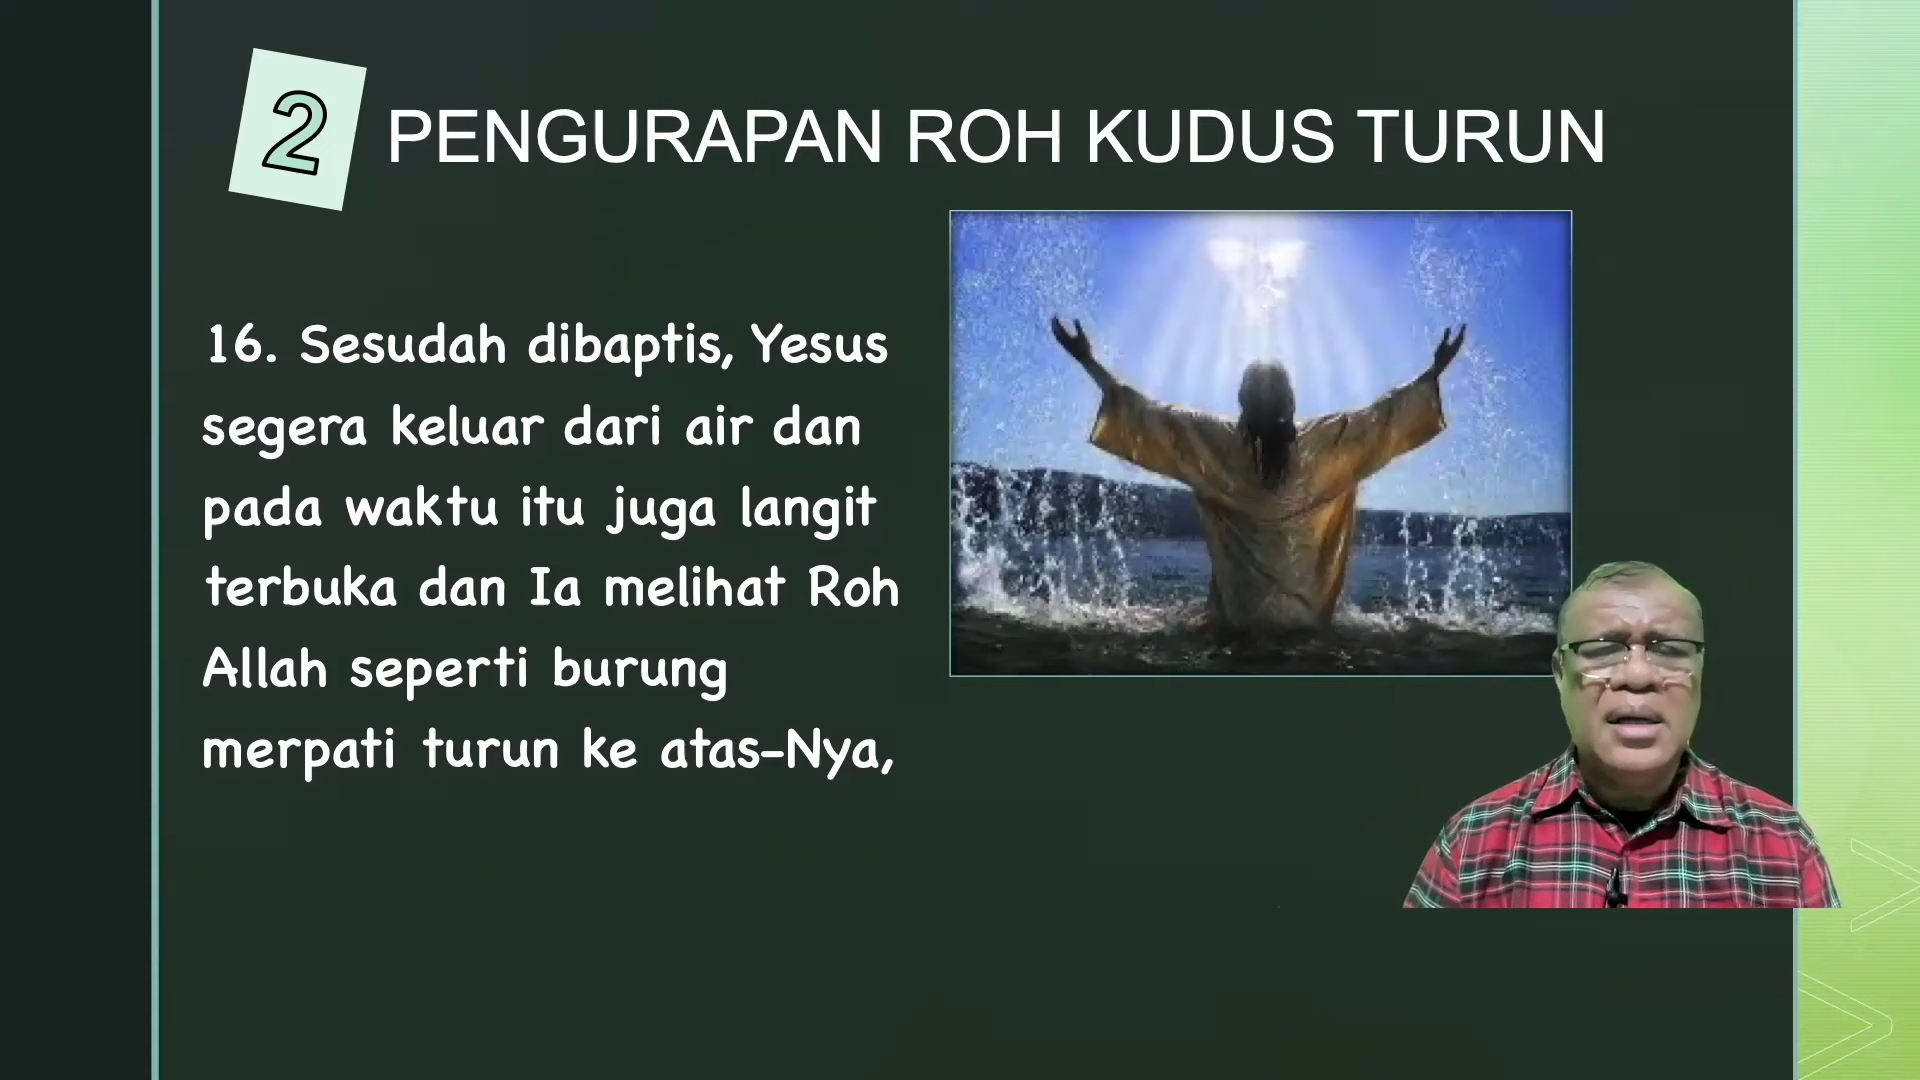 2 PENGURAPAN ROH KUDUS TURUN
16. Sesudah dibaptis, Yesus
segera keluar dari air dan
pada waktu itu juga langit
terbuka dan Ia melihat Roh
Allah seperti burung
merpati turun ke atas-Nya,